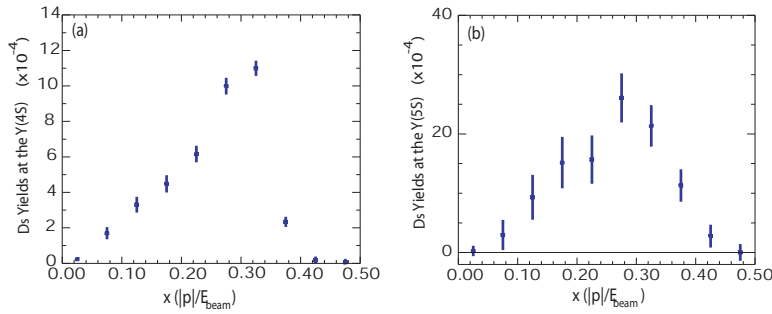 (a)
Ds Yields at the Υ(4S) (x10⁻⁴)
14
12
10
8
6
4
2
0
0.00 0.10 0.20 0.30 0.40 0.50
x (|p|/E_beam)
(b)
Ds Yields at the Υ(5S) (x10⁻⁴)
40
20
0
0.00 0.10 0.20 0.30 0.40 0.50
x (|p|/E_beam)